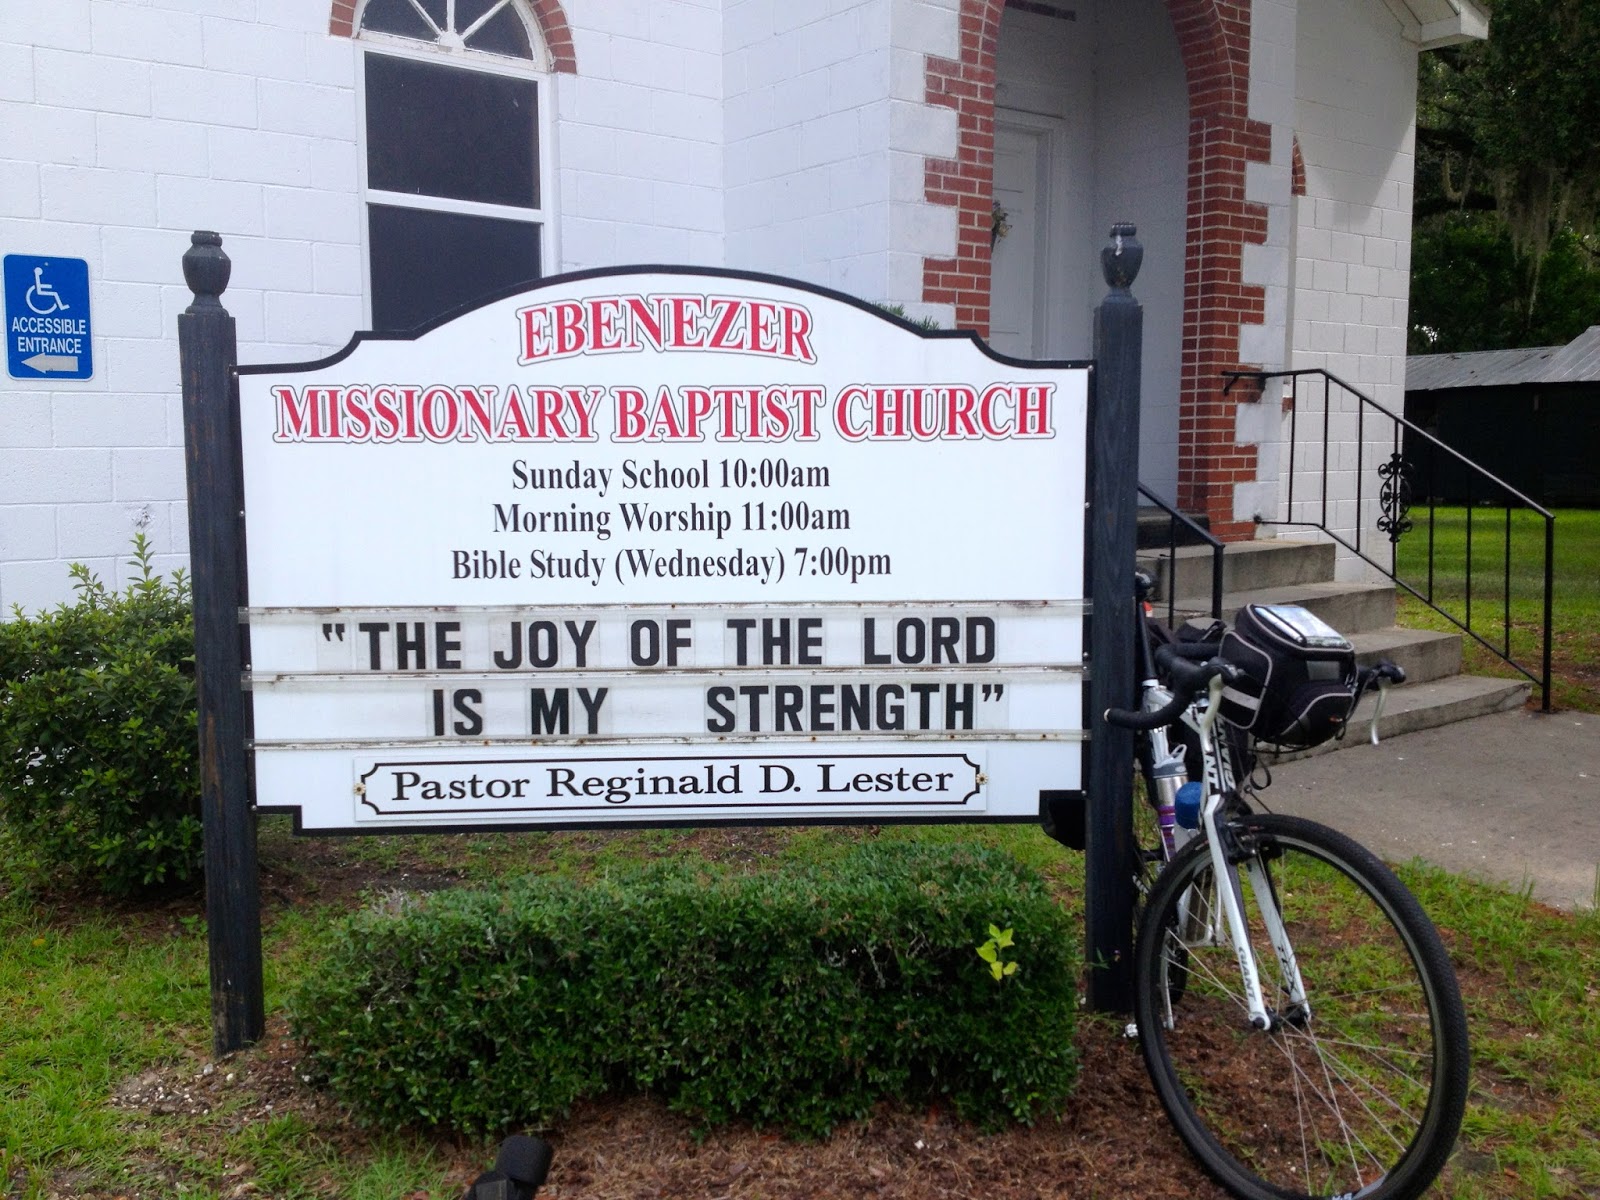 ACCESSIBLE
ENTRANCE
EBENEZER
MISSIONARY BAPTIST CHURCH
Sunday School 10:00am
Morning Worship 11:00am
Bible Study (Wednesday) 7:00pm
"THE JOY OF THE LORD
IS MY STRENGTH"
Pastor Reginald D. Lester
GIANT
GIANT